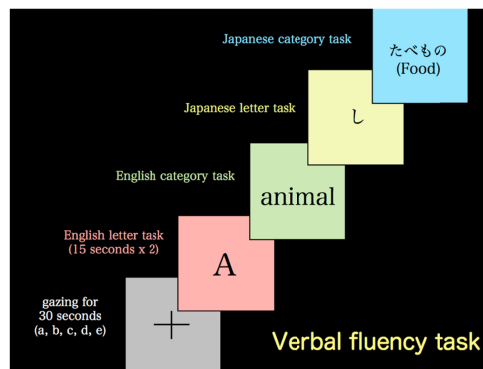 Japanese category task
たべもの
(Food)
Japanese letter task
し
English category task
animal
English letter task
(15 seconds x 2)
A
gazing for
30 seconds
(a, b, c, d, e)
Verbal fluency task